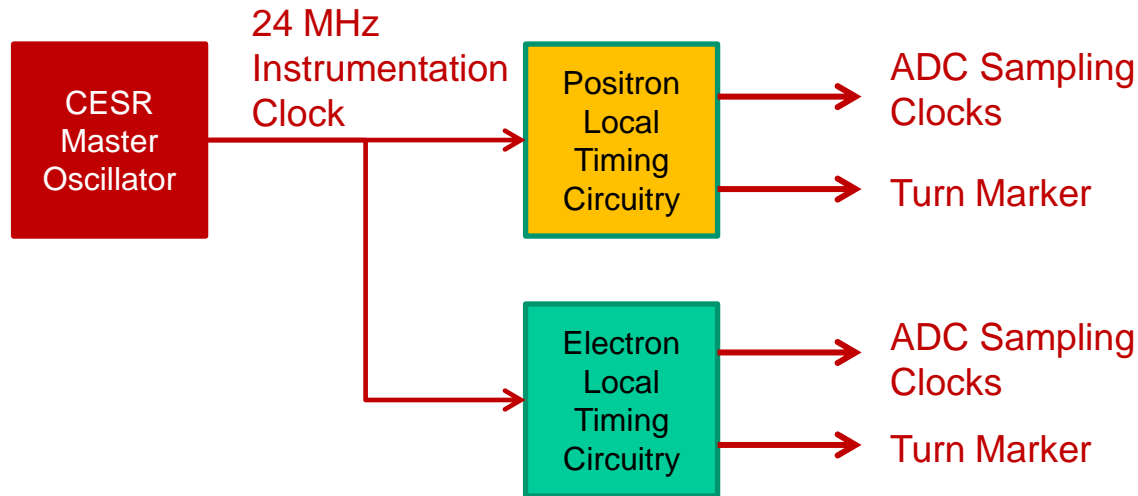 24 MHz
Instrumentation
Clock
CESR
Master
Oscillator
Positron
Local
Timing
Circuitry
ADC Sampling
Clocks
Turn Marker
Electron
Local
Timing
Circuitry
ADC Sampling
Clocks
Turn Marker